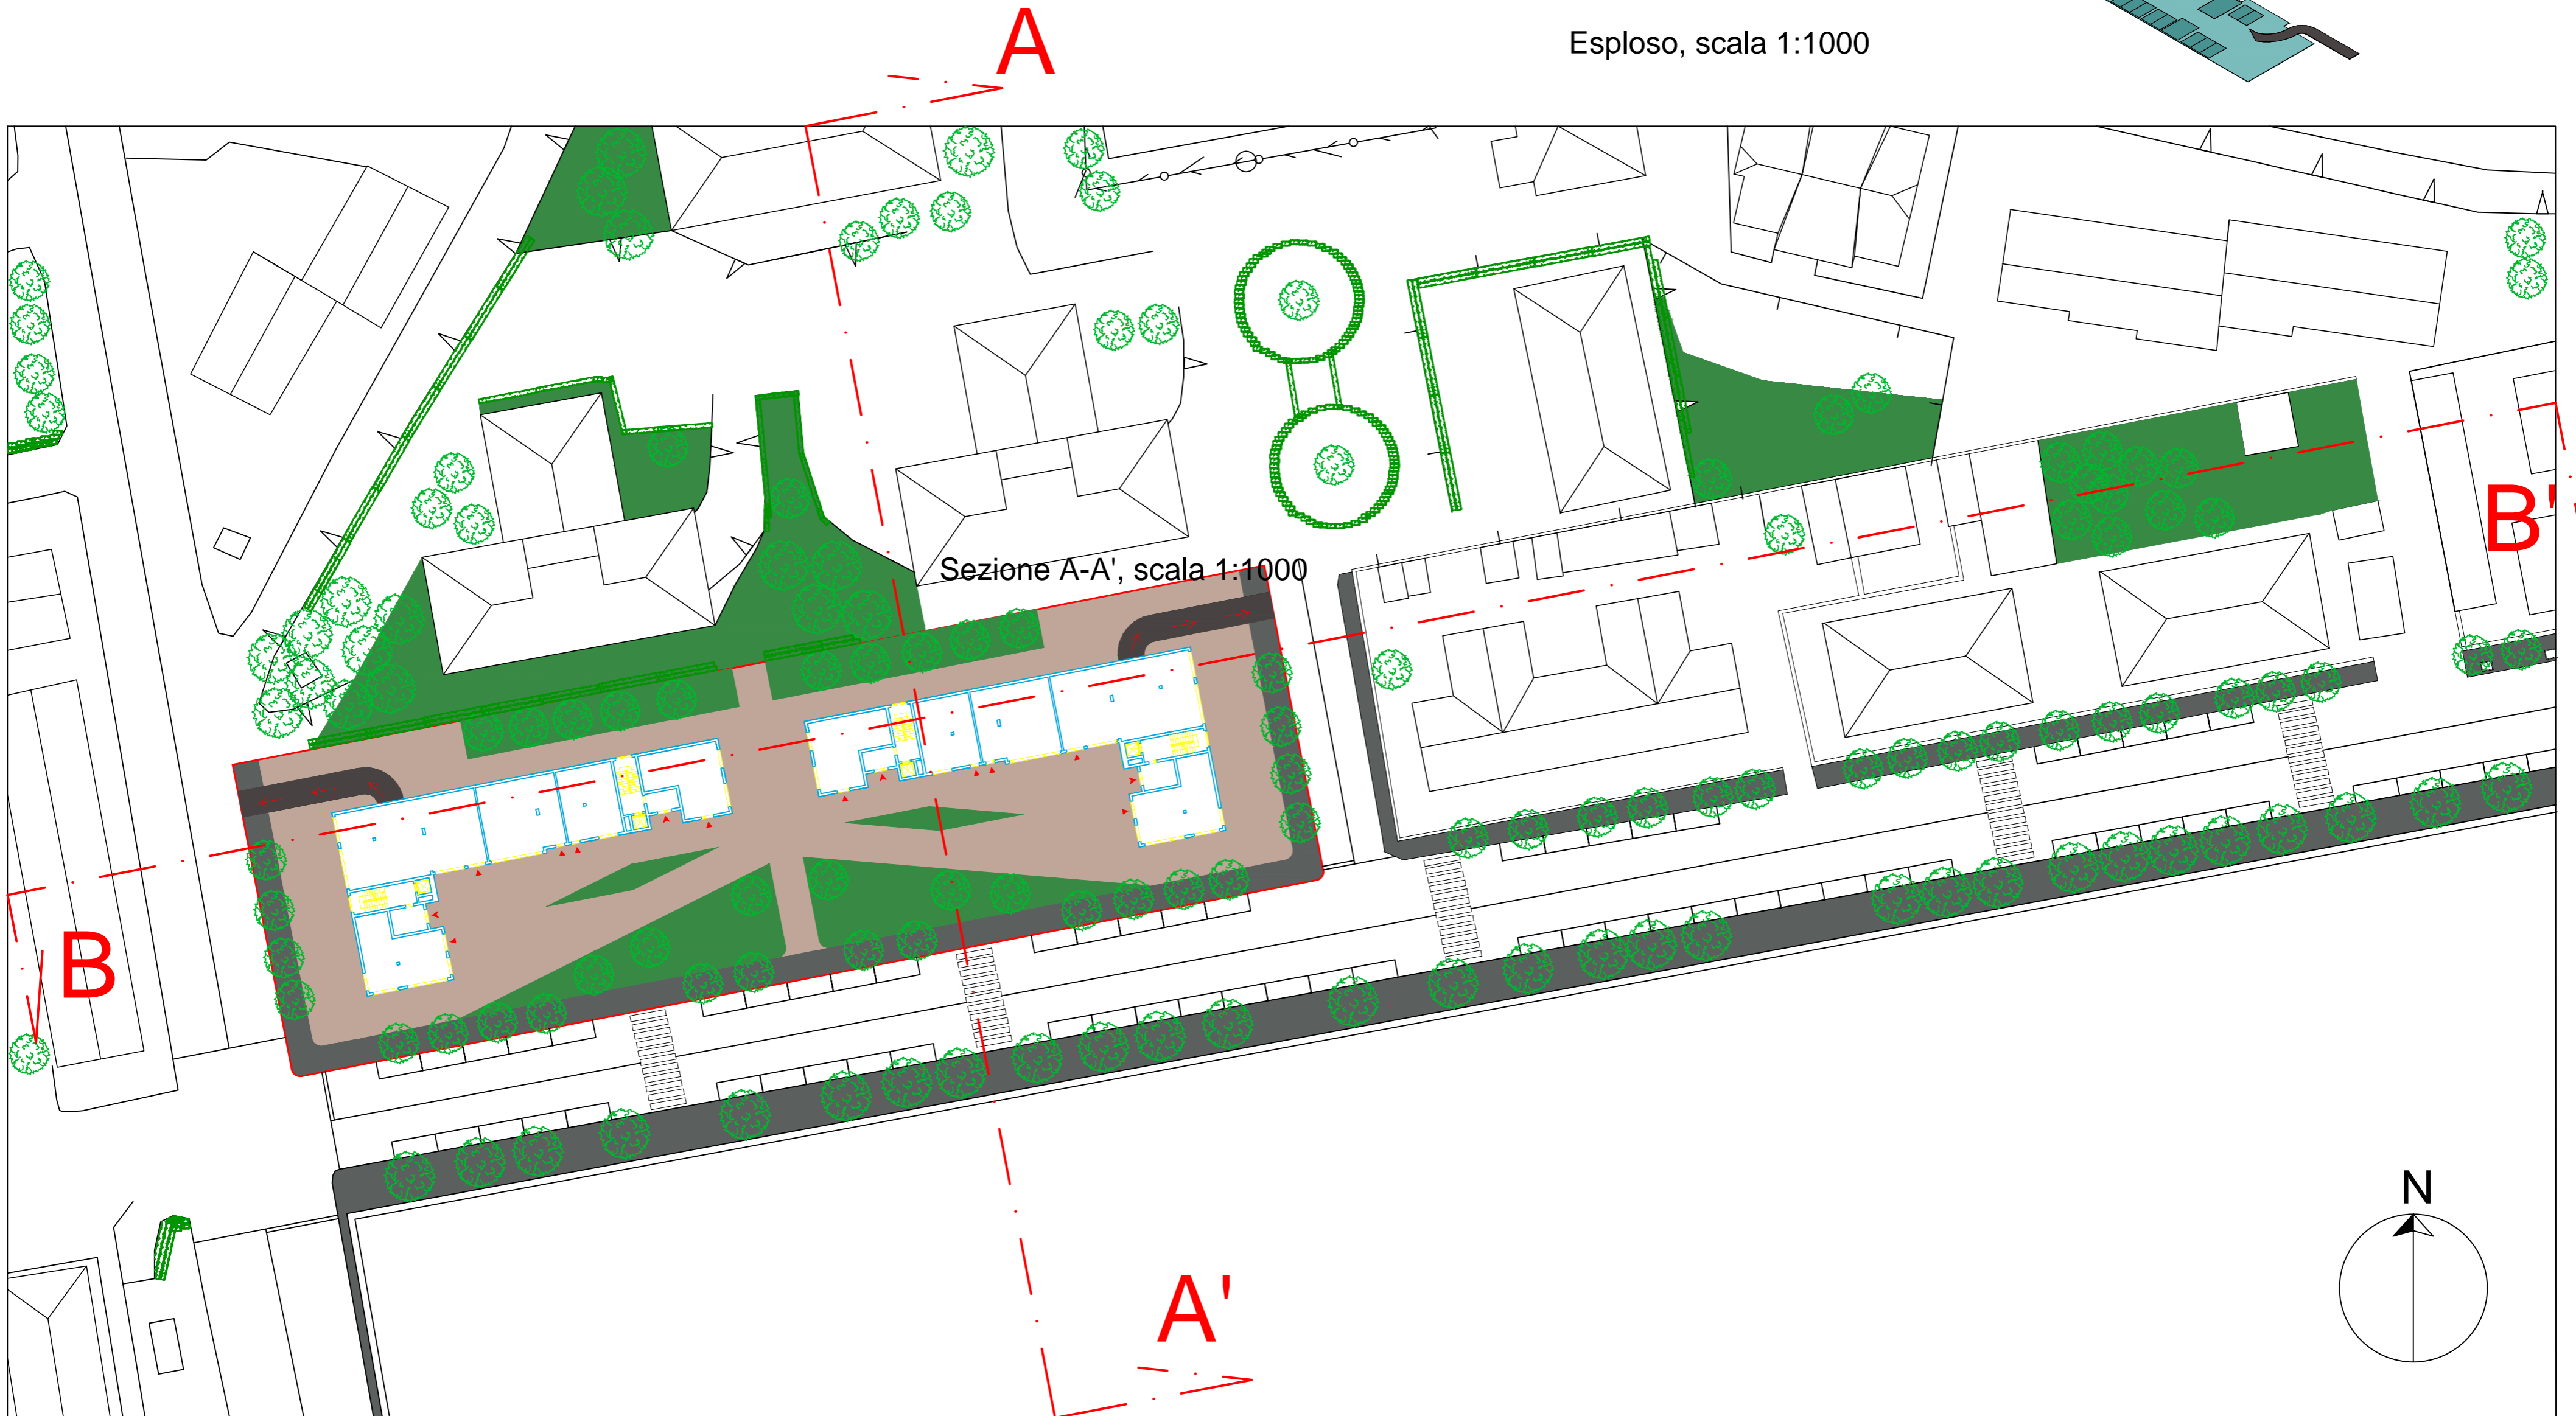 A
Esploso, scala 1:1000
B'
Sezione A-A', scala 1:1000
B
N
A'